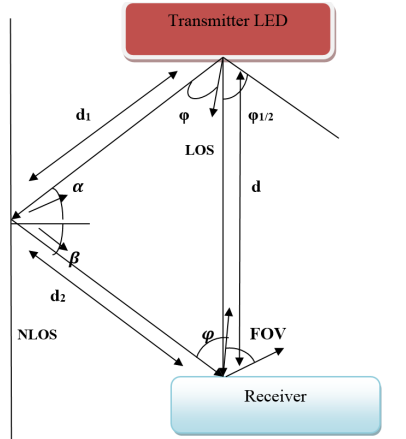 Transmitter LED
d₁
φ
φ₁/₂
LOS
α
d
β
d₂
NLOS
φ
FOV
Receiver